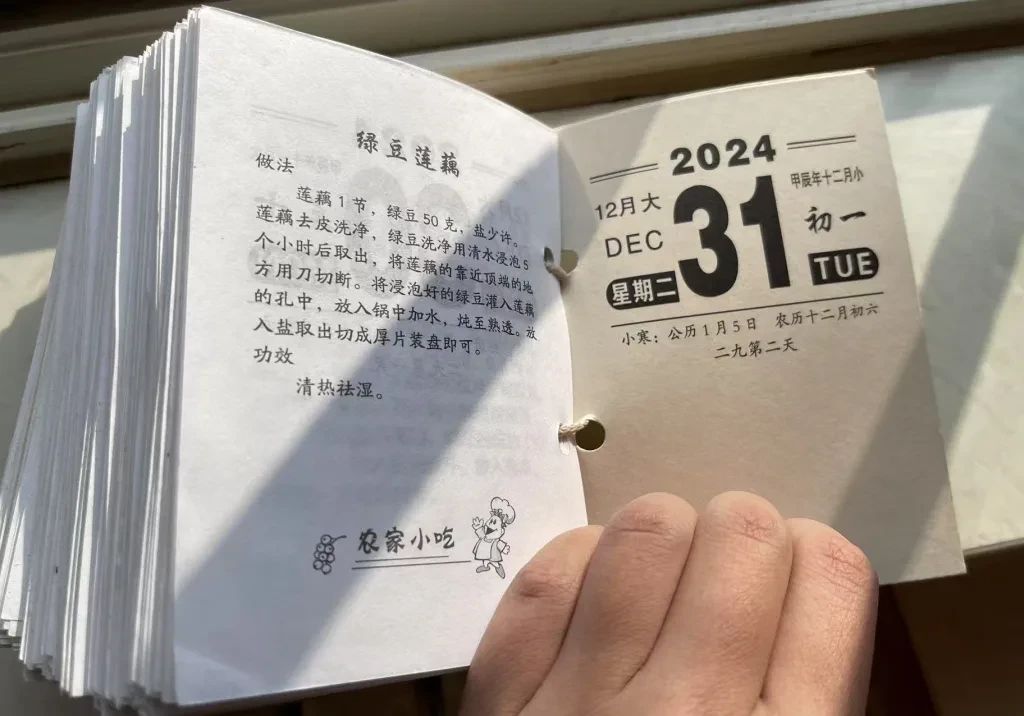 绿豆莲藕
做法
莲藕1节，绿豆50克，盐少许。
莲藕去皮洗净，绿豆洗净用清水浸泡5
个小时后取出，将莲藕的靠近顶端的地
方用刀切断。将浸泡好的绿豆灌入莲藕
的孔中，放入锅中加水，炖至熟透。放
入盐取出切成厚片装盘即可。
功效
清热祛湿。
农家小吃
2024
12月大
DEC
星期二
31
甲辰年十二月小
初一
TUE
小寒：公历1月5日 农历十二月初六
二九第二天